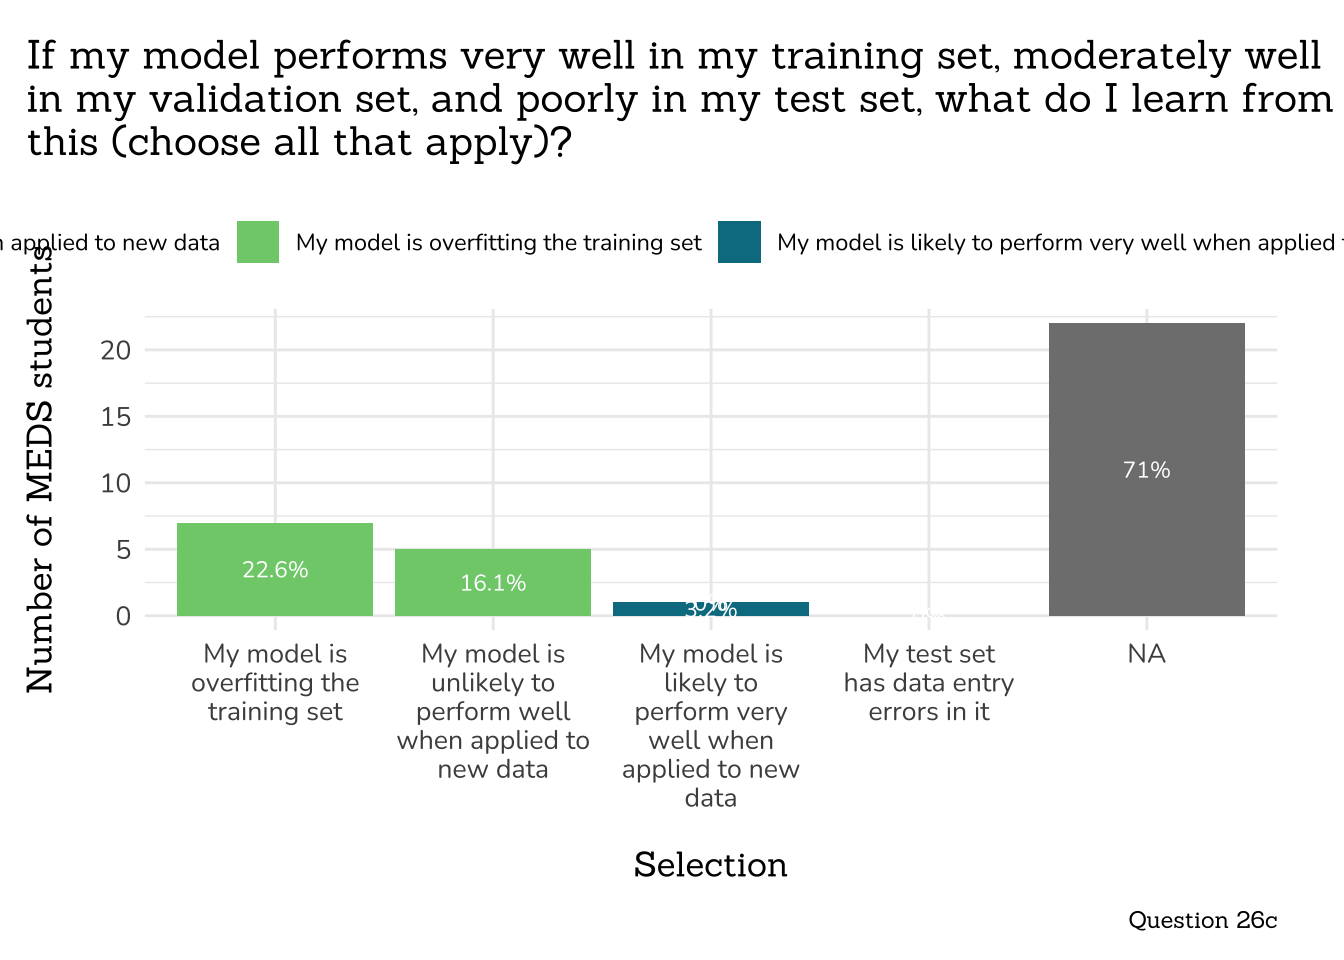 If my model performs very well in my training set, moderately well
in my validation set, and poorly in my test set, what do I learn from
this (choose all that apply)?
applied to new data My model is overfitting the training set My model is likely to perform very well when applied
Number of MEDS students
20
15
10
5
0
22.6%
16.1%
0%
3.2%
71%
My model is
overfitting the
training set
My model is
unlikely to
perform well
when applied to
new data
My model is
likely to
perform very
well when
applied to new
data
My test set
has data entry
errors in it
NA
Selection
Question 26c